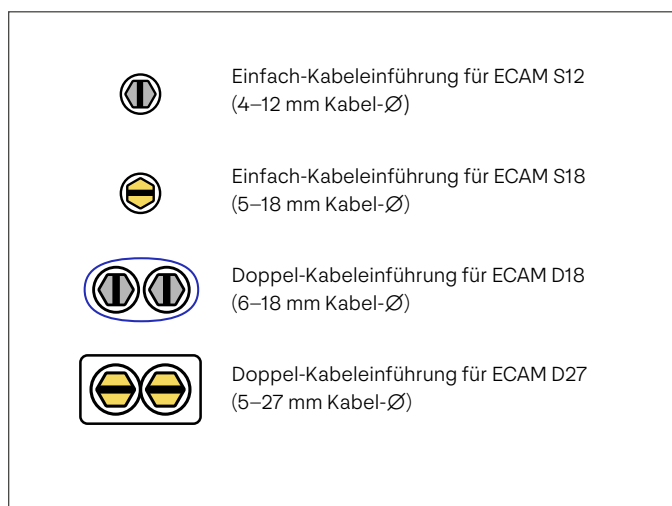 Einfach-Kabeleinführung für ECAM S12
(4–12 mm Kabel-Ø)
Einfach-Kabeleinführung für ECAM S18
(5–18 mm Kabel-Ø)
Doppel-Kabeleinführung für ECAM D18
(6–18 mm Kabel-Ø)
Doppel-Kabeleinführung für ECAM D27
(5–27 mm Kabel-Ø)